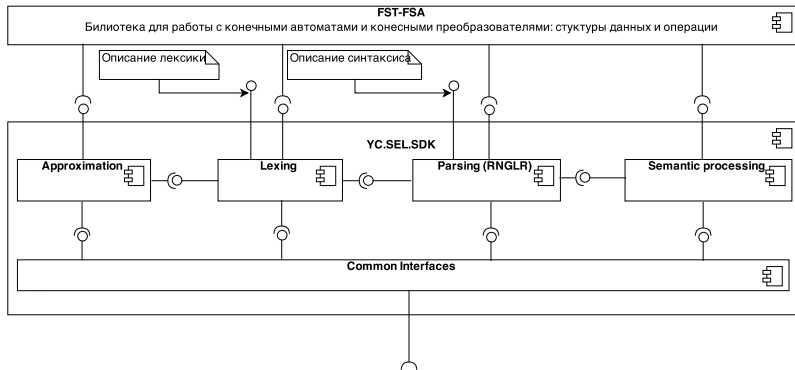 FST-FSA
Билиотека для работы с конечными автоматами и конесными преобразователями: стуктуры данных и операции
Описание лексики
Описание синтаксиса
YC.SEL.SDK
Approximation
Lexing
Parsing (RNGLR)
Semantic processing
Common Interfaces